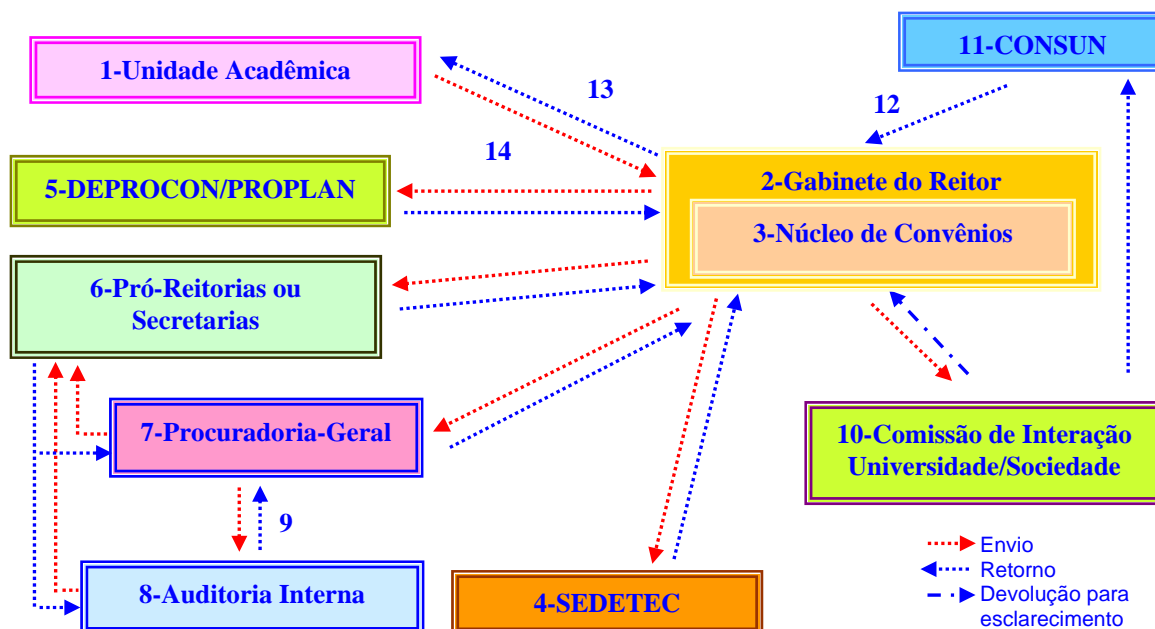 11-CONSUN
1-Unidade Acadêmica
13
12
14
5-DEPROCON/PROPLAN
2-Gabinete do Reitor
3-Núcleo de Convênios
6-Pró-Reitorias ou
Secretarias
7-Procuradoria-Geral
10-Comissão de Interação
Universidade/Sociedade
9
8-Auditoria Interna
4-SEDETEC
Envio
Retorno
Devolução para
esclarecimento